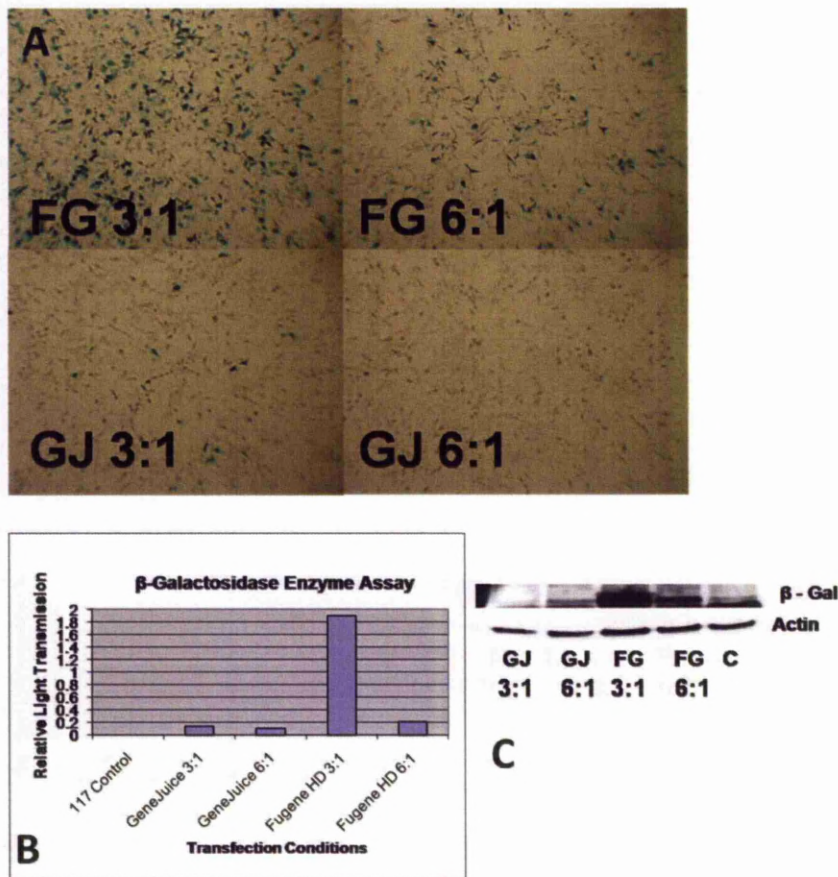 A
FG 3:1
FG 6:1
GJ 3:1
GJ 6:1
β-Galactosidase Enzyme Assay
Relative Light Transmission
2
1.8
1.6
1.4
1.2
1
0.8
0.6
0.4
0.2
0
117 Control
GeneJuice 3:1
GeneJuice 6:1
Fugene HD 3:1
Fugene HD 6:1
Transfection Conditions
B
β - Gal
Actin
GJ GJ FG FG C
3:1 6:1 3:1 6:1
C